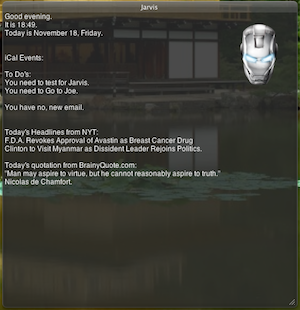 Jarvis
Good evening.
It is 18:49.
Today is November 18, Friday.
iCal Events:
To Do's:
You need to test for Jarvis.
You need to Go to Joe.
You have no, new email.
Today's Headlines from NYT:
F.D.A. Revokes Approval of Avastin as Breast Cancer Drug
Clinton to Visit Myanmar as Dissident Leader Rejoins Politics.
Today's quotation from BrainyQuote.com:
"Man may aspire to virtue, but he cannot reasonably aspire to truth."
Nicolas de Chamfort.